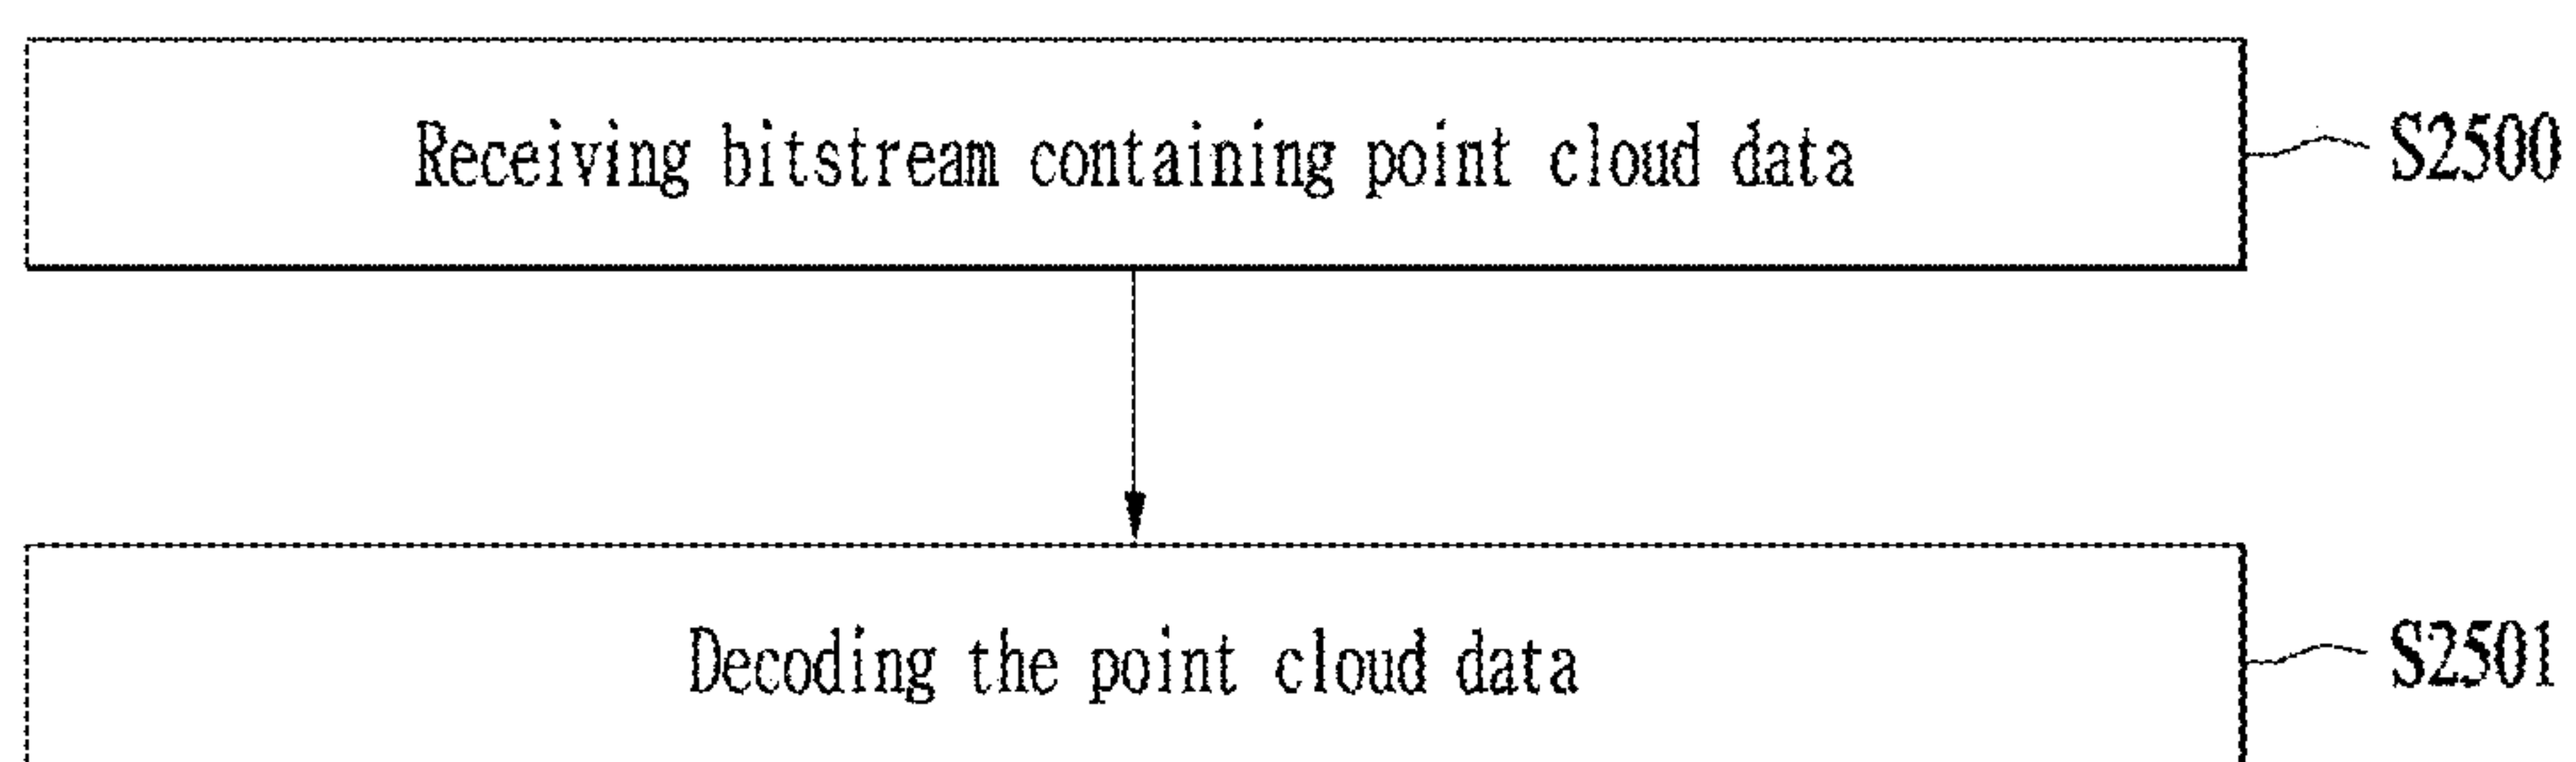 Receiving bitstream containing point cloud data
S2500
Decoding the point cloud data
S2501